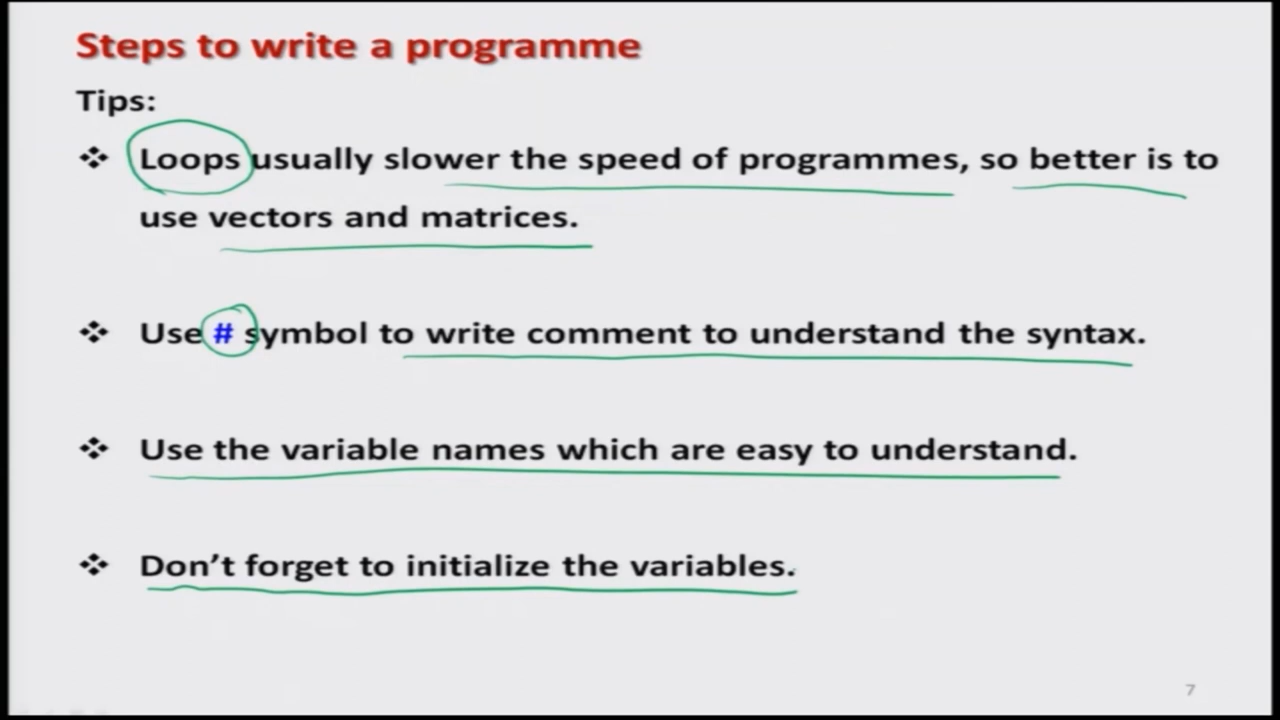 Steps to write a programme
Tips:
❖ Loops usually slower the speed of programmes, so better is to
use vectors and matrices.
❖ Use # symbol to write comment to understand the syntax.
❖ Use the variable names which are easy to understand.
❖ Don’t forget to initialize the variables.
7